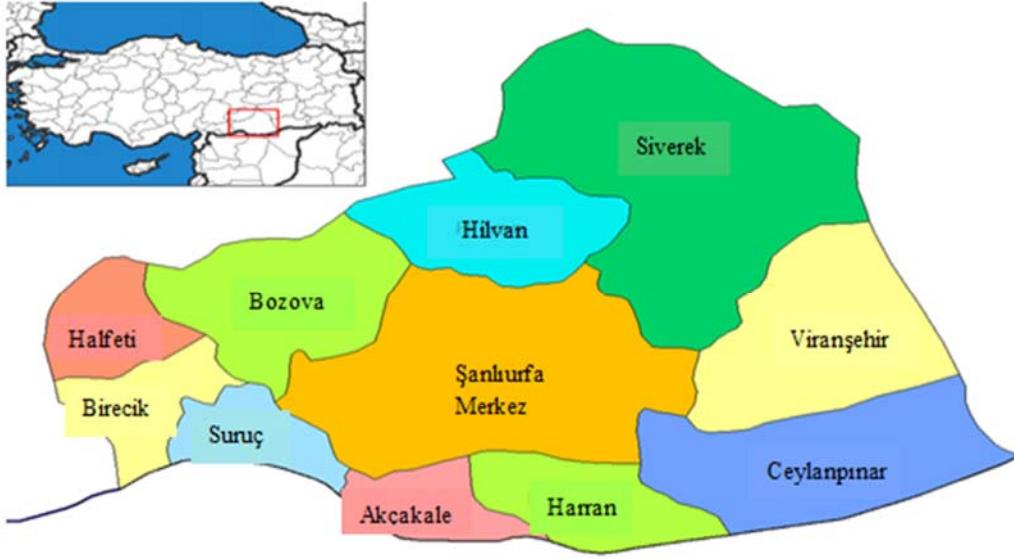 Siverek
Hilvan
Bozova
Halfeti
Viranşehir
Şanlıurfa
Merkez
Birecik
Suruç
Ceylanpınar
Akçakale
Harran